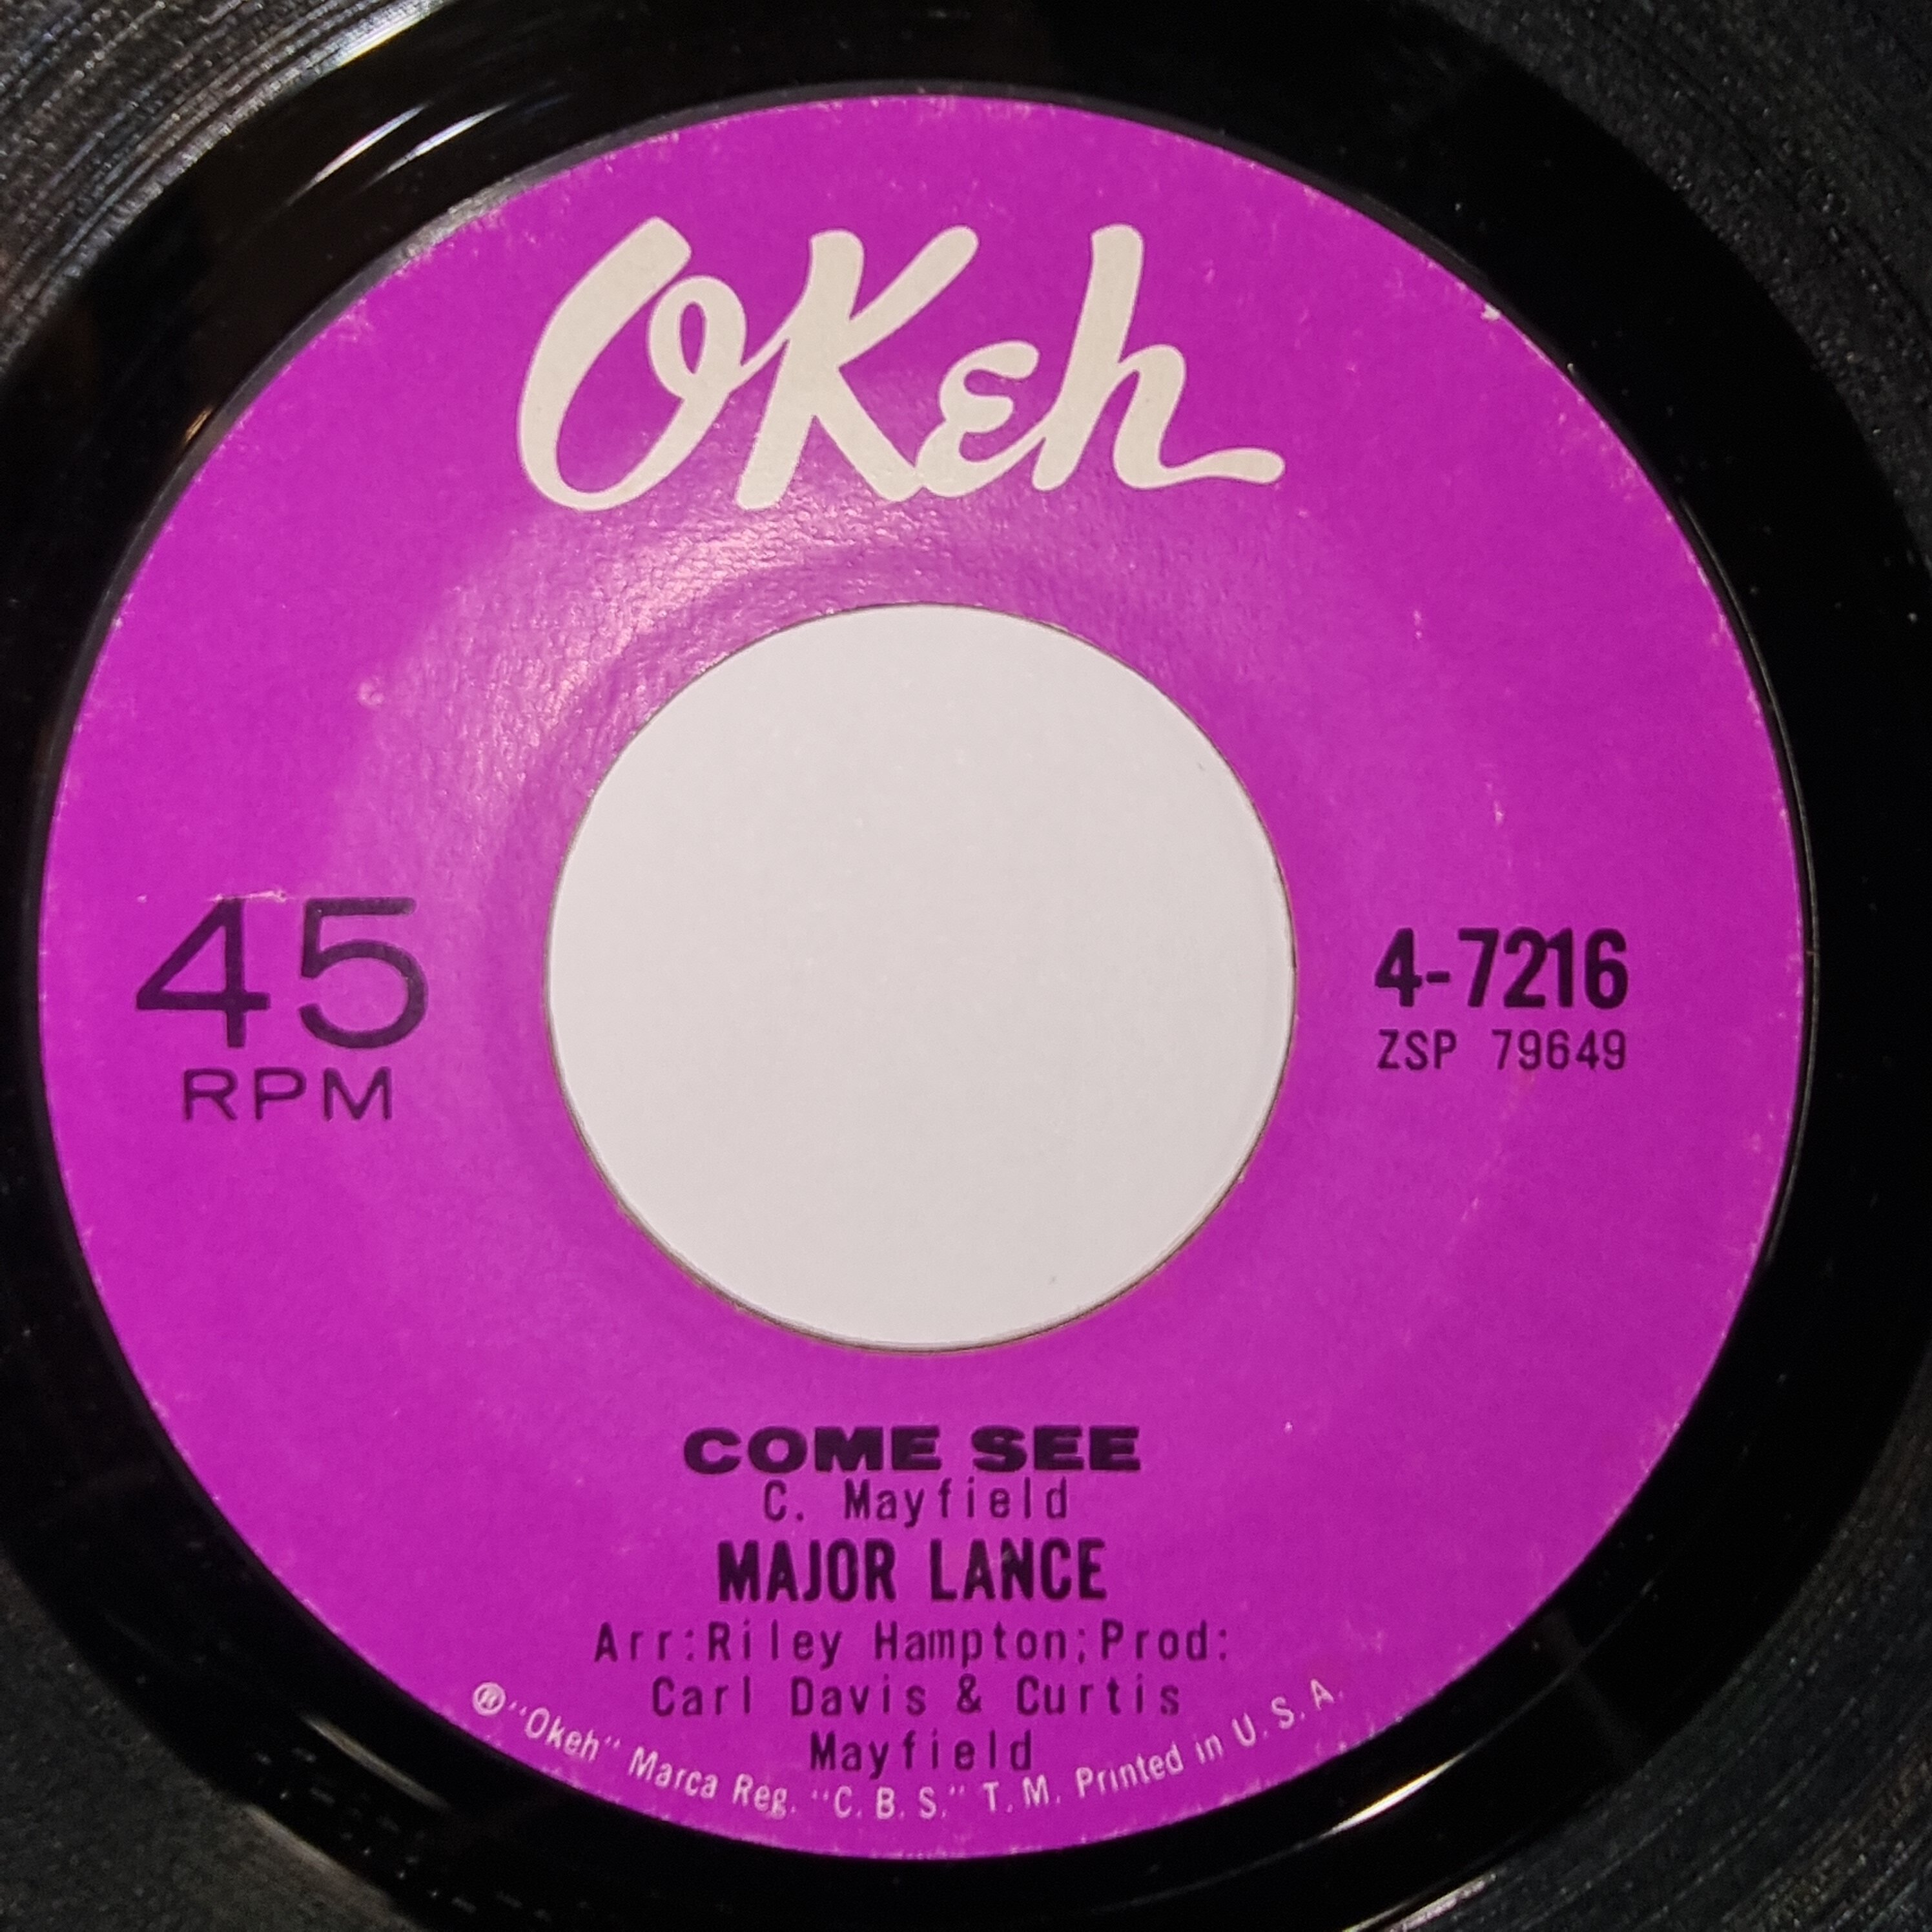 OKeh
45
RPM
4-7216
ZSP 79649
COME SEE
C. Mayfield
MAJOR LANCE
Arr:Riley Hampton;Prod:
Carl Davis & Curtis
Mayfield
® "Okeh" Marca Reg. "C. B. S." T. M. Printed in U. S. A.